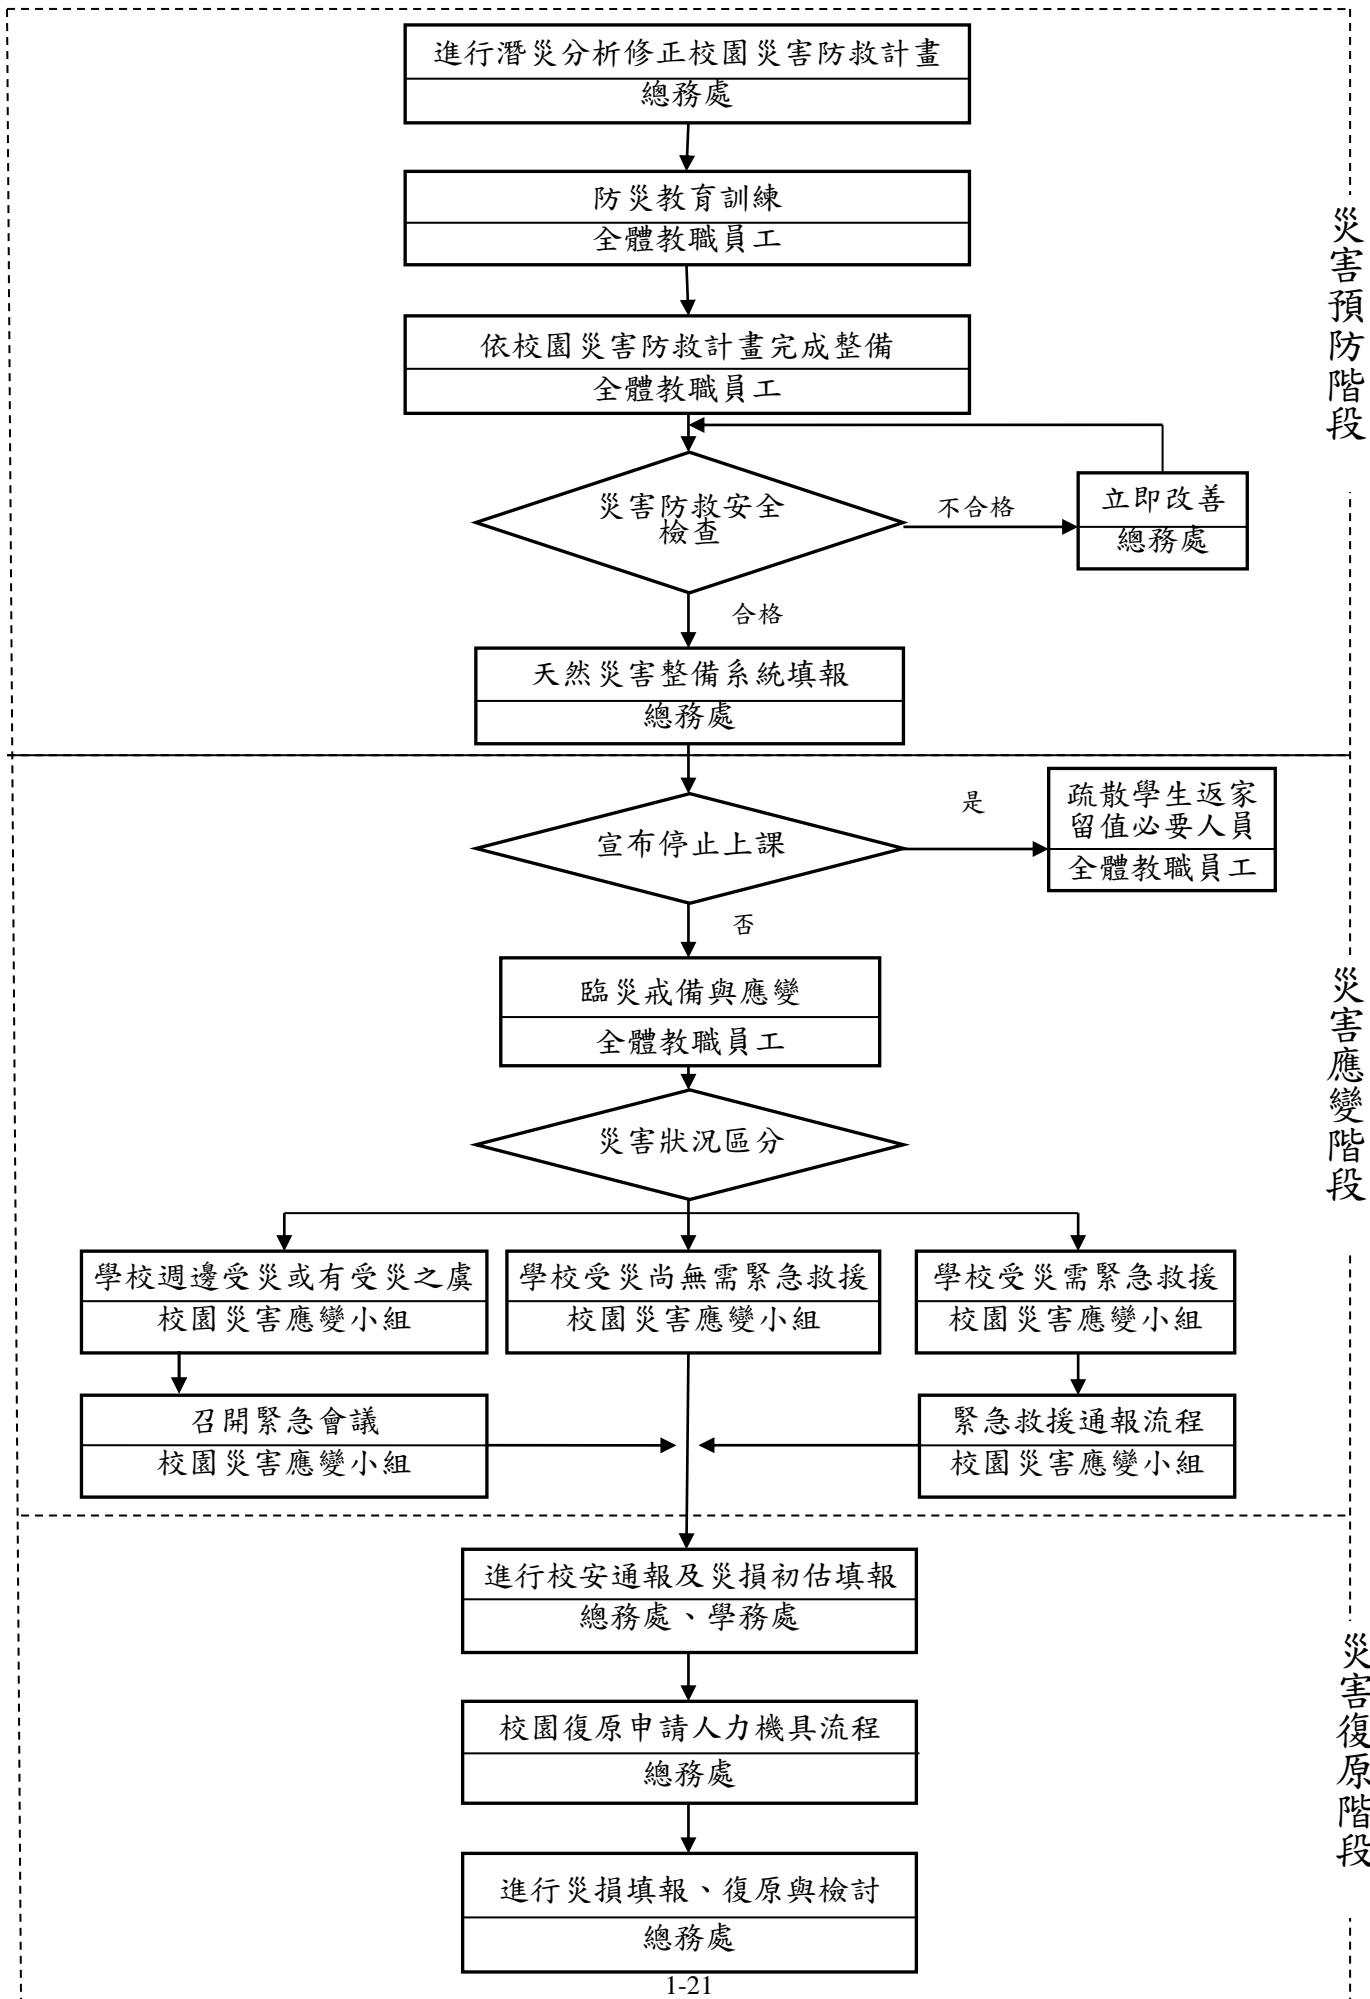 進行潛災分析修正校園災害防救計畫
總務處
防災教育訓練
全體教職員工
依校園災害防救計畫完成整備
全體教職員工
災害防救安全
檢查
不合格
立即改善
總務處
合格
天然災害整備系統填報
總務處
災害預防階段
宣布停止上課
是
疏散學生返家
留值必要人員
全體教職員工
否
臨災戒備與應變
全體教職員工
災害狀況區分
學校週邊受災或有受災之虞
校園災害應變小組
學校受災尚無需緊急救援
校園災害應變小組
學校受災需緊急救援
校園災害應變小組
召開緊急會議
校園災害應變小組
緊急救援通報流程
校園災害應變小組
災害應變階段
進行校安通報及災損初估填報
總務處、學務處
校園復原申請人力機具流程
總務處
進行災損填報、復原與檢討
總務處
災害復原階段
1-21